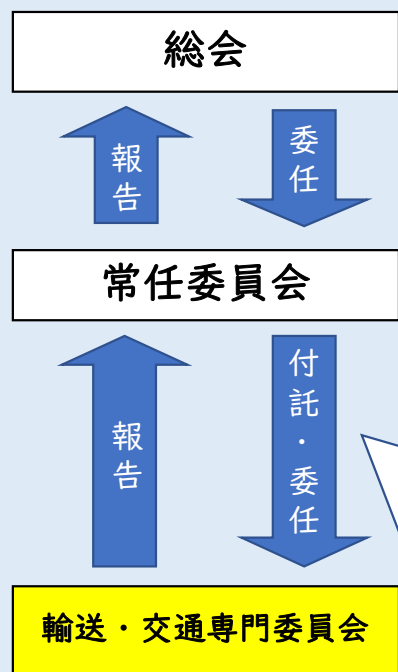 総会
報告
委任
常任委員会
報告
付託・委任
輸送・交通専門委員会